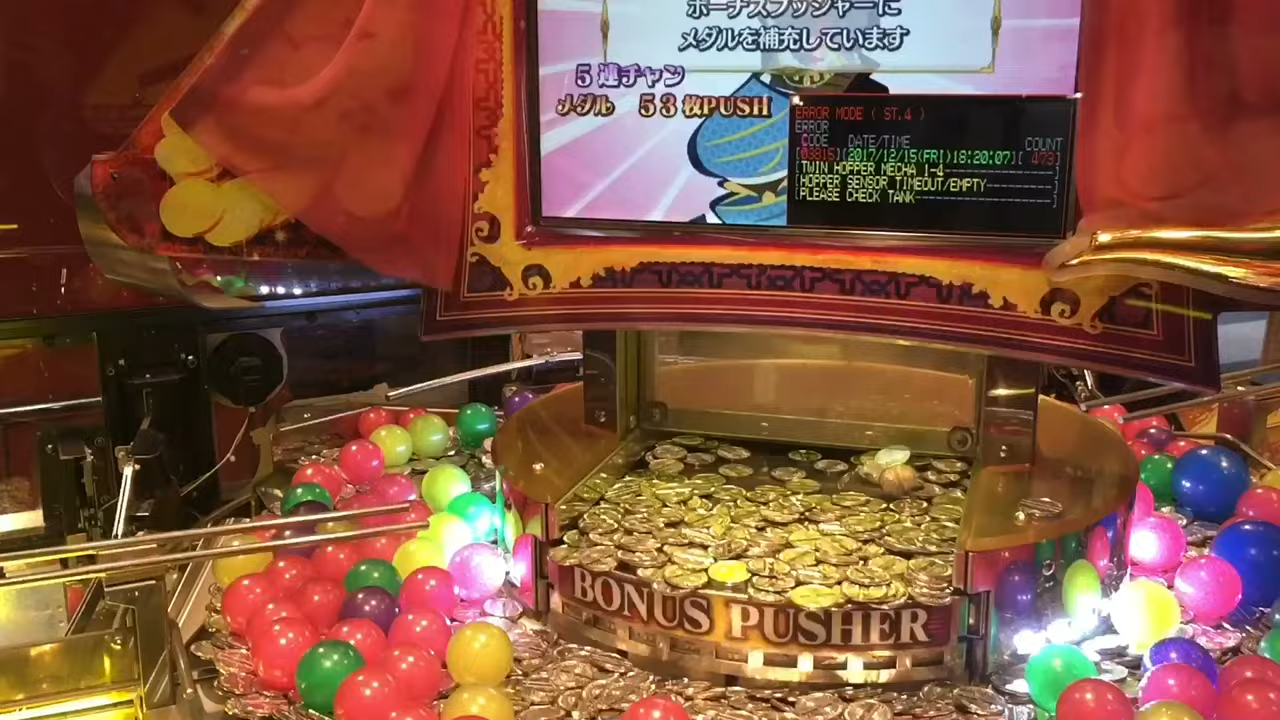 ボーナスプッシャーに
メダルを補充しています
5連チャン
メダル 53枚PUSH
ERROR MODE ( ST.4 )
ERROR
CODE DATE/TIME COUNT
[03815][2017/12/15(FRI)18:20:07][ 473]
[TWIN HOPPER MECHA 1-4--------------]
[HOPPER SENSOR TIMEOUT/EMPTY--------]
[PLEASE CHECK TANK------------------]
BONUS PUSHER